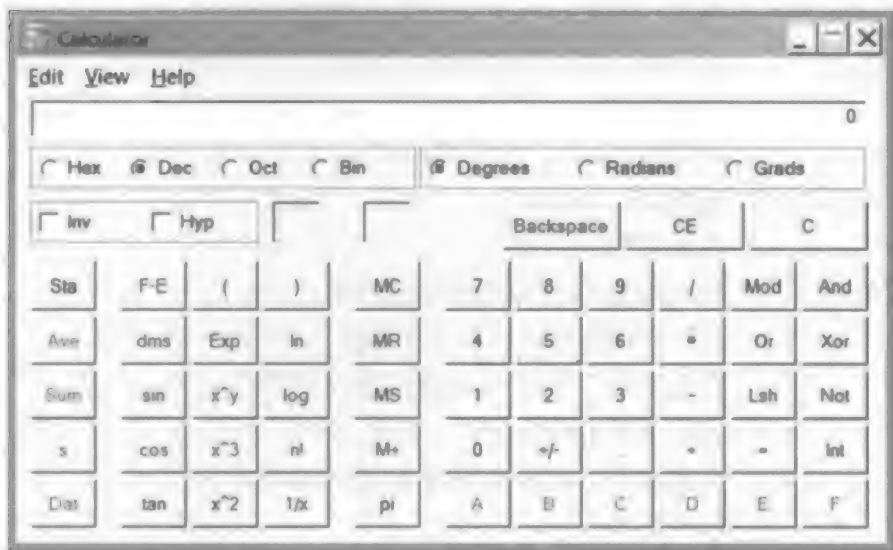 Calculator
Edit View Help
0
Hex Dec Oct Bin Degrees Radians Grads
Inv Hyp Backspace CE C
Sta F-E ( ) MC 7 8 9 / Mod And
Ave dms Exp ln MR 4 5 6 * Or Xor
Sum sin x^y log MS 1 2 3 - Lsh Not
s cos x^3 n! M+ 0 +/- . + = Int
Dat tan x^2 1/x pi A B C D E F